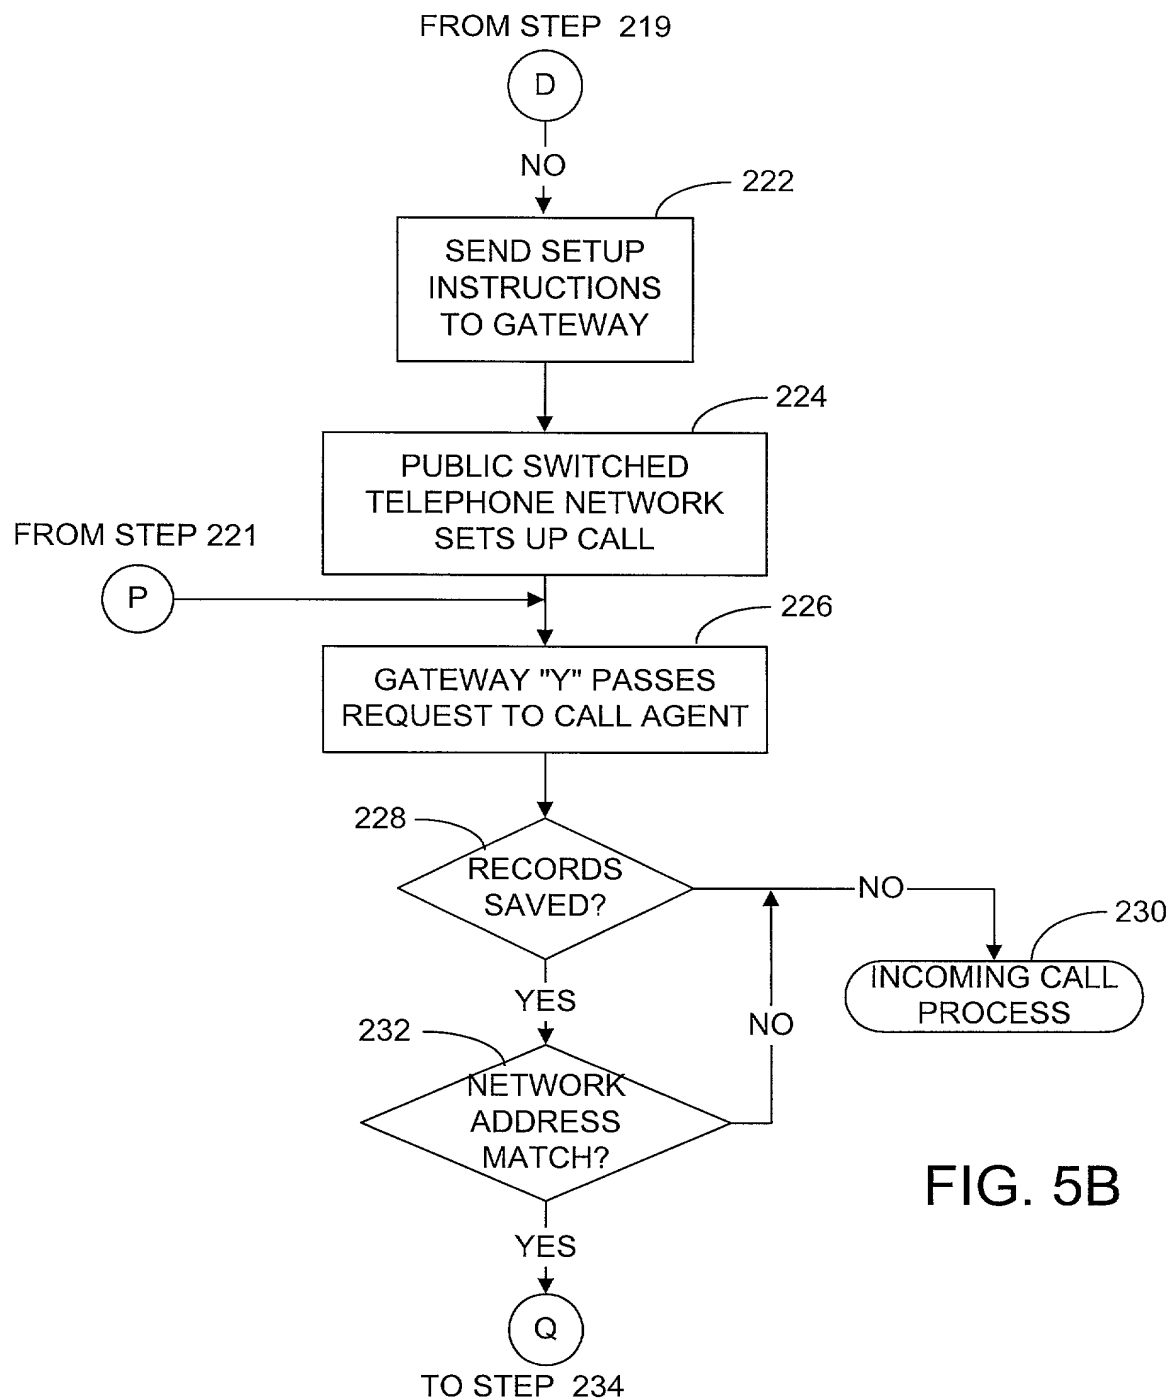 FROM STEP 219
D
NO
222
SEND SETUP
INSTRUCTIONS
TO GATEWAY
224
PUBLIC SWITCHED
TELEPHONE NETWORK
SETS UP CALL
FROM STEP 221
P
226
GATEWAY "Y" PASSES
REQUEST TO CALL AGENT
228
RECORDS
SAVED?
NO
230
INCOMING CALL
PROCESS
YES
NO
232
NETWORK
ADDRESS
MATCH?
FIG. 5B
YES
Q
TO STEP 234